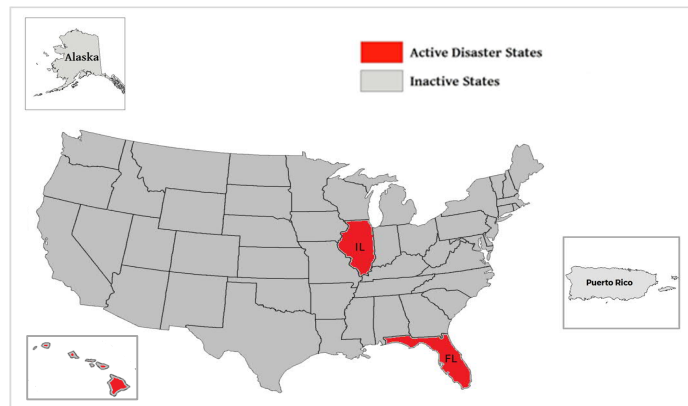 Alaska
Active Disaster States
Inactive States
IL
Puerto Rico
FL